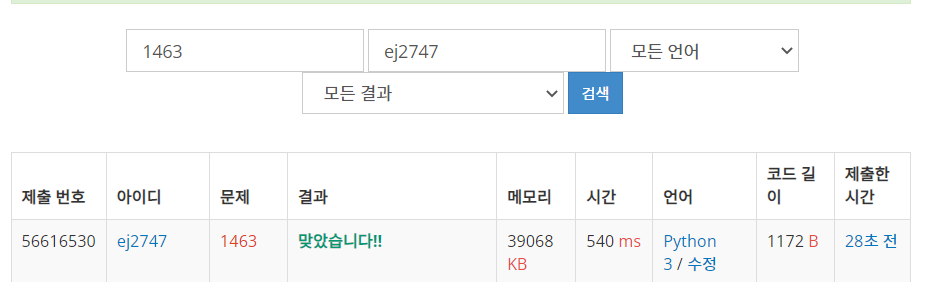 1463 ej2747 모든 언어
모든 결과 검색
제출 번호 아이디 문제 결과 메모리 시간 언어 코드 길이 제출한 시간
56616530 ej2747 1463 맞았습니다!! 39068 KB 540 ms Python 3 / 수정 1172 B 28초 전